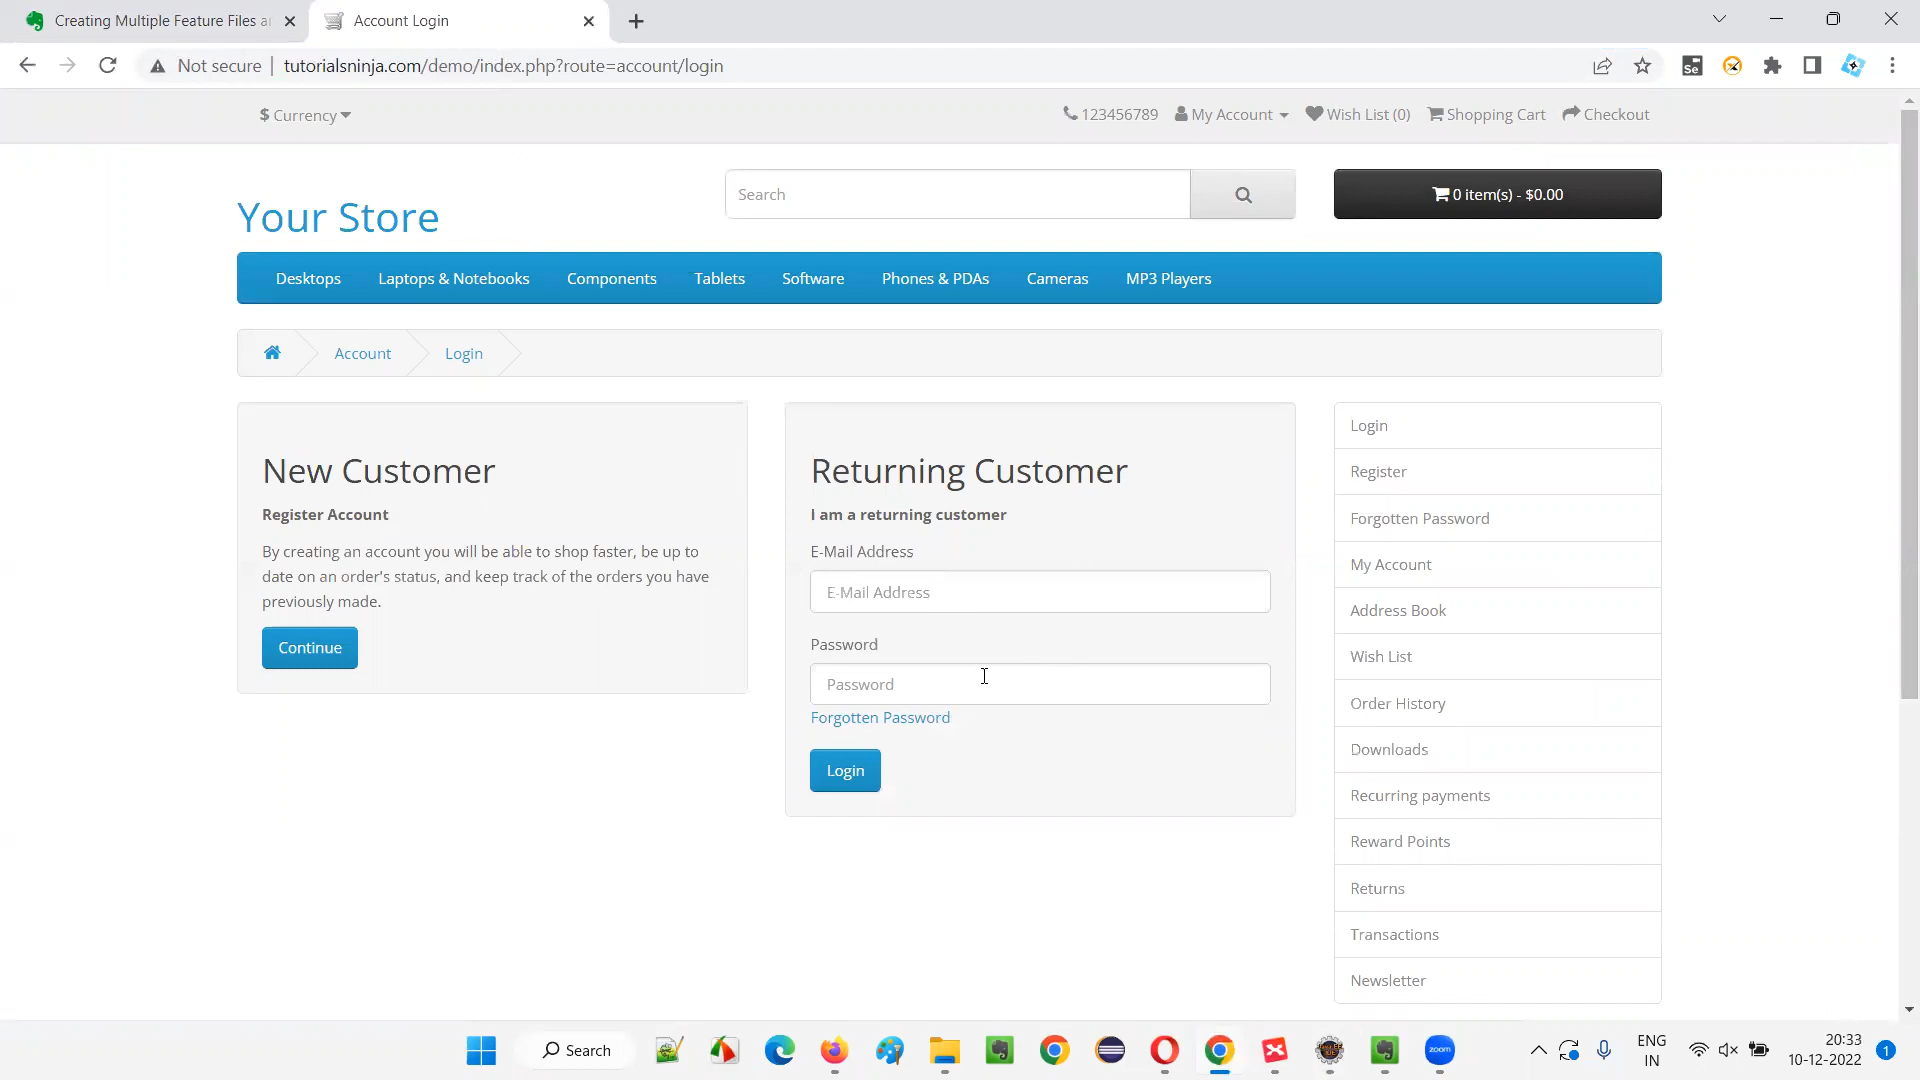 Creating Multiple Feature Files a
Account Login
Not secure
tutorialsninja.com/demo/index.php?route=account/login
$ Currency
123456789
My Account
Wish List (0)
Shopping Cart
Checkout
Your Store
Search
0 item(s) - $0.00
Desktops
Laptops & Notebooks
Components
Tablets
Software
Phones & PDAs
Cameras
MP3 Players
Account
Login
New Customer
Register Account
By creating an account you will be able to shop faster, be up to
date on an order's status, and keep track of the orders you have
previously made.
Continue
Returning Customer
I am a returning customer
E-Mail Address
E-Mail Address
Password
Password
Forgotten Password
Login
Login
Register
Forgotten Password
My Account
Address Book
Wish List
Order History
Downloads
Recurring payments
Reward Points
Returns
Transactions
Newsletter
Search
zoom
ENG
IN
20:33
10-12-2022
1